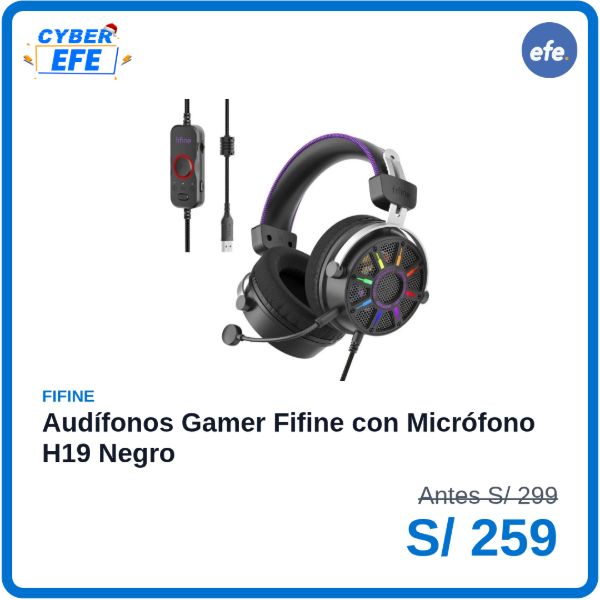 CYBER
EFE
efe.
fifine
fifine
FIFINE
Audífonos Gamer Fifine con Micrófono
H19 Negro
Antes S/ 299
S/ 259